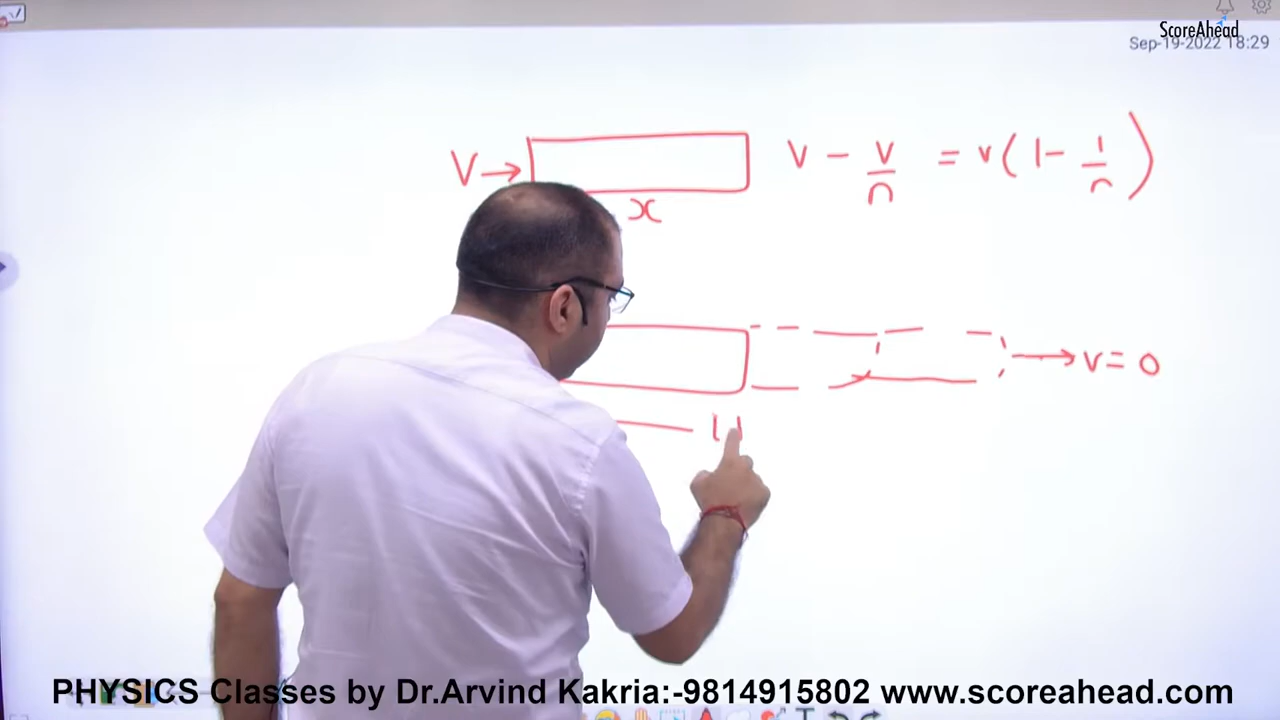 ScoreAhead
Sep-19-2022 18:29
V → V - V/n = v(1 - 1/n)
x
→ v = 0
PHYSICS Classes by Dr.Arvind Kakria:-9814915802 www.scoreahead.com